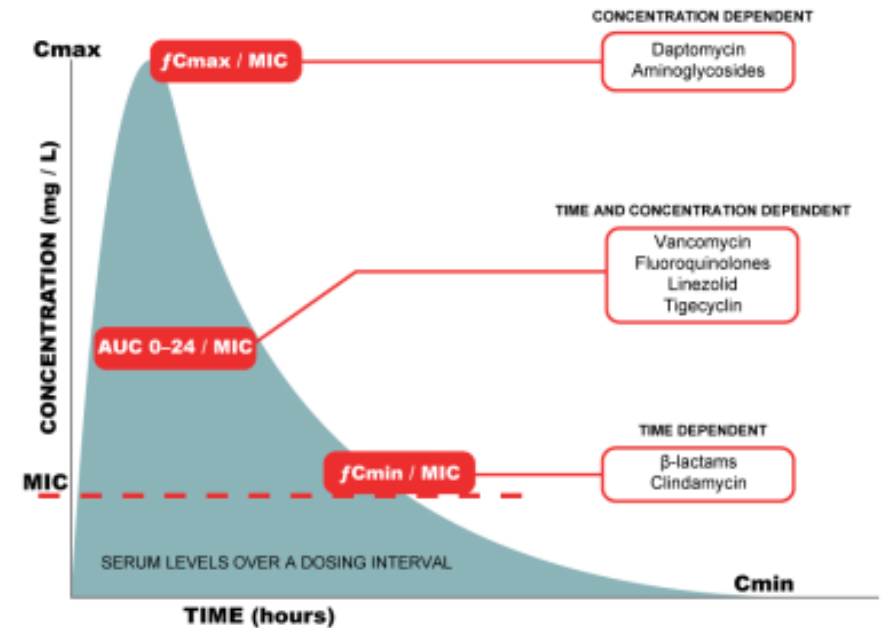 CONCENTRATION DEPENDENT
Cmax
ƒCmax / MIC
Daptomycin
Aminoglycosides
CONCENTRATION (mg / L)
TIME AND CONCENTRATION DEPENDENT
Vancomycin
Fluoroquinolones
Linezolid
Tigecyclin
AUC 0–24 / MIC
TIME DEPENDENT
ƒCmin / MIC
β-lactams
Clindamycin
MIC
SERUM LEVELS OVER A DOSING INTERVAL
Cmin
TIME (hours)